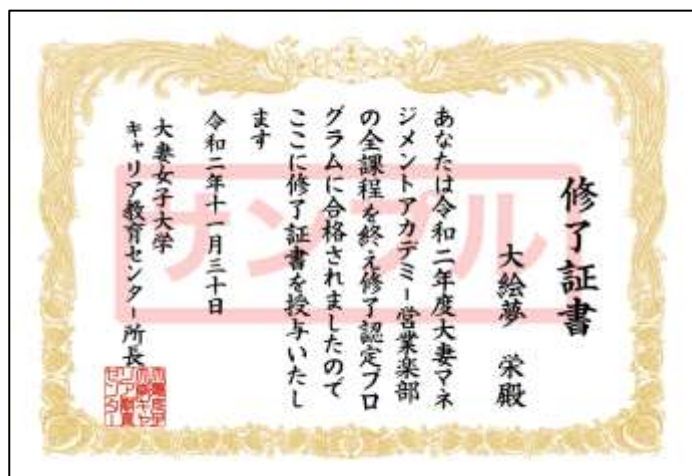 修了証書
大絵夢 栄殿
あなたは令和二年度大妻マネ
ジメントアカデミー営業楽部
の全課程を終え修了認定プロ
グラムに合格されましたので
ここに修了証書を授与いたし
ます
令和二年十一月三十日
大妻女子大学
キャリア教育センター所長
サンプル